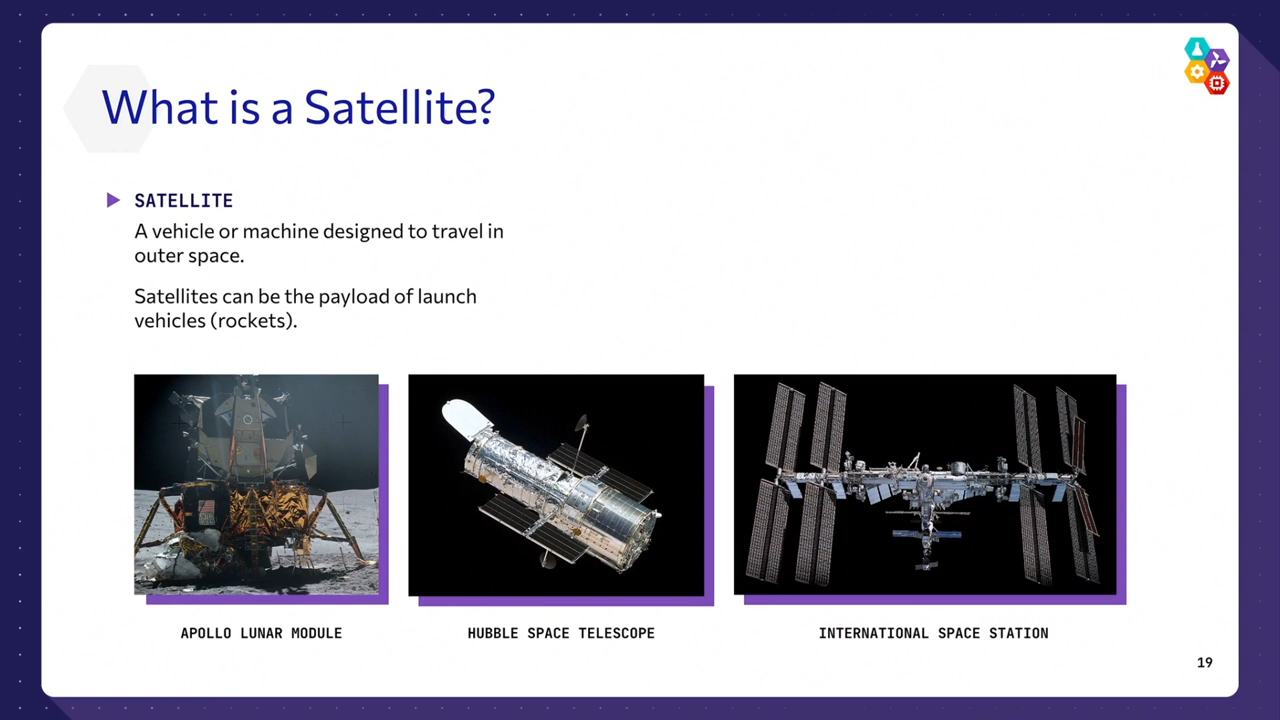 What is a Satellite?
SATELLITE
A vehicle or machine designed to travel in
outer space.
Satellites can be the payload of launch
vehicles (rockets).
APOLLO LUNAR MODULE
HUBBLE SPACE TELESCOPE
INTERNATIONAL SPACE STATION
19